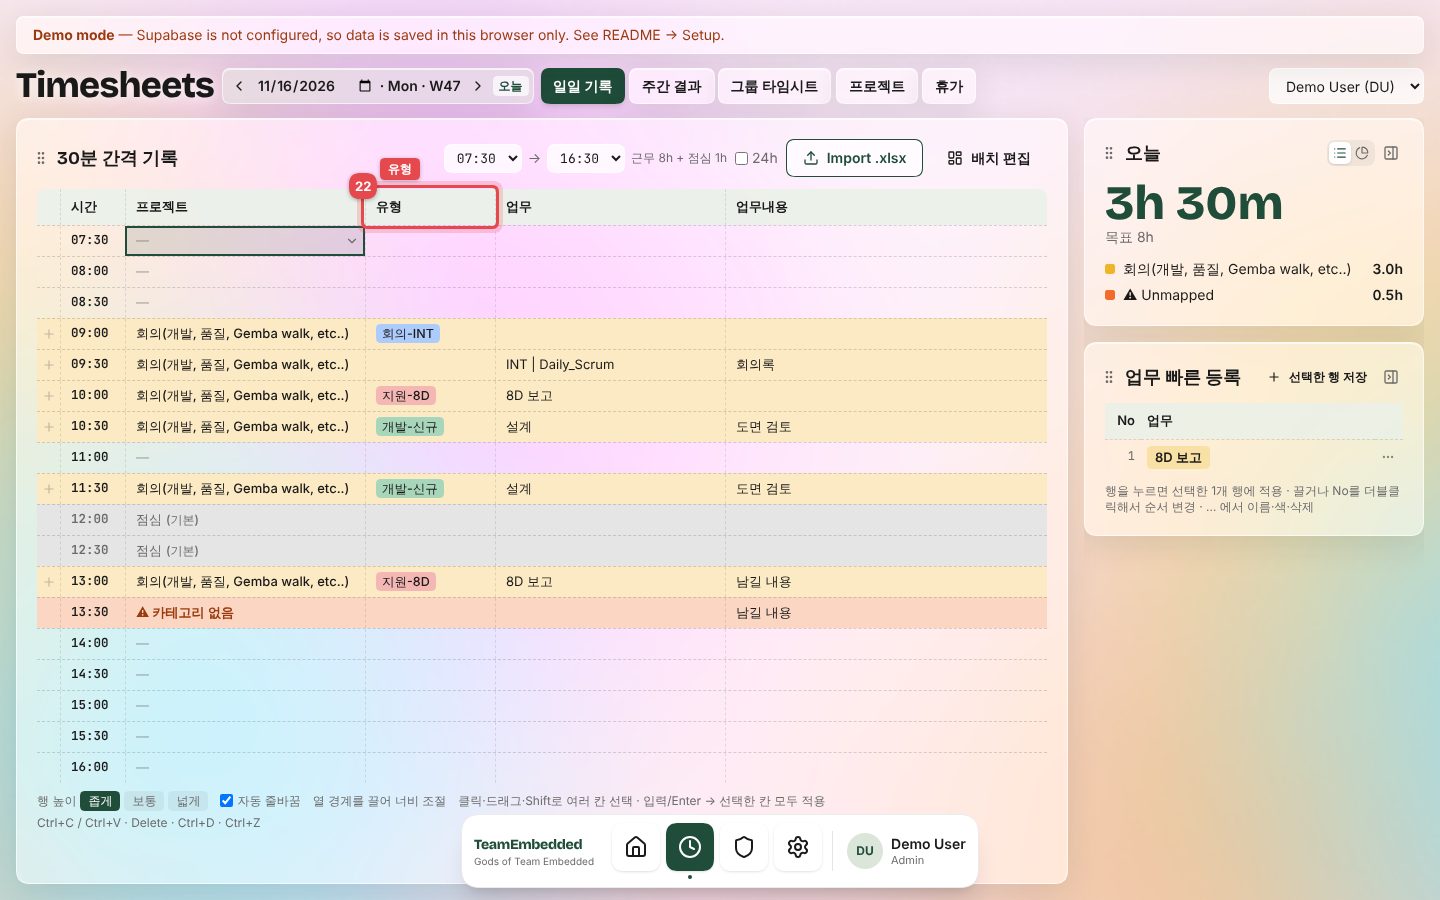 Demo mode — Supabase is not configured, so data is saved in this browser only. See README → Setup.
Timesheets
11/16/2026 · Mon · W47 오늘
일일 기록 주간 결과 그룹 타임시트 프로젝트 휴가
Demo User (DU)
30분 간격 기록
07:30 → 16:30 근무 8h + 점심 1h 24h Import .xlsx 배치 편집
유형
22
시간 프로젝트 유형 업무 업무내용
07:30 —
08:00 —
08:30 —
+ 09:00 회의(개발, 품질, Gemba walk, etc..) 회의-INT
+ 09:30 회의(개발, 품질, Gemba walk, etc..) INT | Daily_Scrum 회의록
+ 10:00 회의(개발, 품질, Gemba walk, etc..) 지원-8D 8D 보고
+ 10:30 회의(개발, 품질, Gemba walk, etc..) 개발-신규 설계 도면 검토
11:00 —
+ 11:30 회의(개발, 품질, Gemba walk, etc..) 개발-신규 설계 도면 검토
12:00 점심 (기본)
12:30 점심 (기본)
+ 13:00 회의(개발, 품질, Gemba walk, etc..) 지원-8D 8D 보고 남길 내용
13:30 ⚠ 카테고리 없음 남길 내용
14:00 —
14:30 —
15:00 —
15:30 —
16:00 —
행 높이 좁게 보통 넓게 자동 줄바꿈 열 경계를 끌어 너비 조절 클릭·드래그·Shift로 여러 칸 선택 · 입력/Enter → 선택한 칸 모두 적용
Ctrl+C / Ctrl+V · Delete · Ctrl+D · Ctrl+Z
오늘
3h 30m
목표 8h
회의(개발, 품질, Gemba walk, etc..) 3.0h
⚠ Unmapped 0.5h
업무 빠른 등록 + 선택한 행 저장
No 업무
1 8D 보고 ...
행을 누르면 선택한 1개 행에 적용 · 끌거나 No를 더블클
릭해서 순서 변경 · ... 에서 이름·색·삭제
TeamEmbedded
Gods of Team Embedded
DU
Demo User
Admin